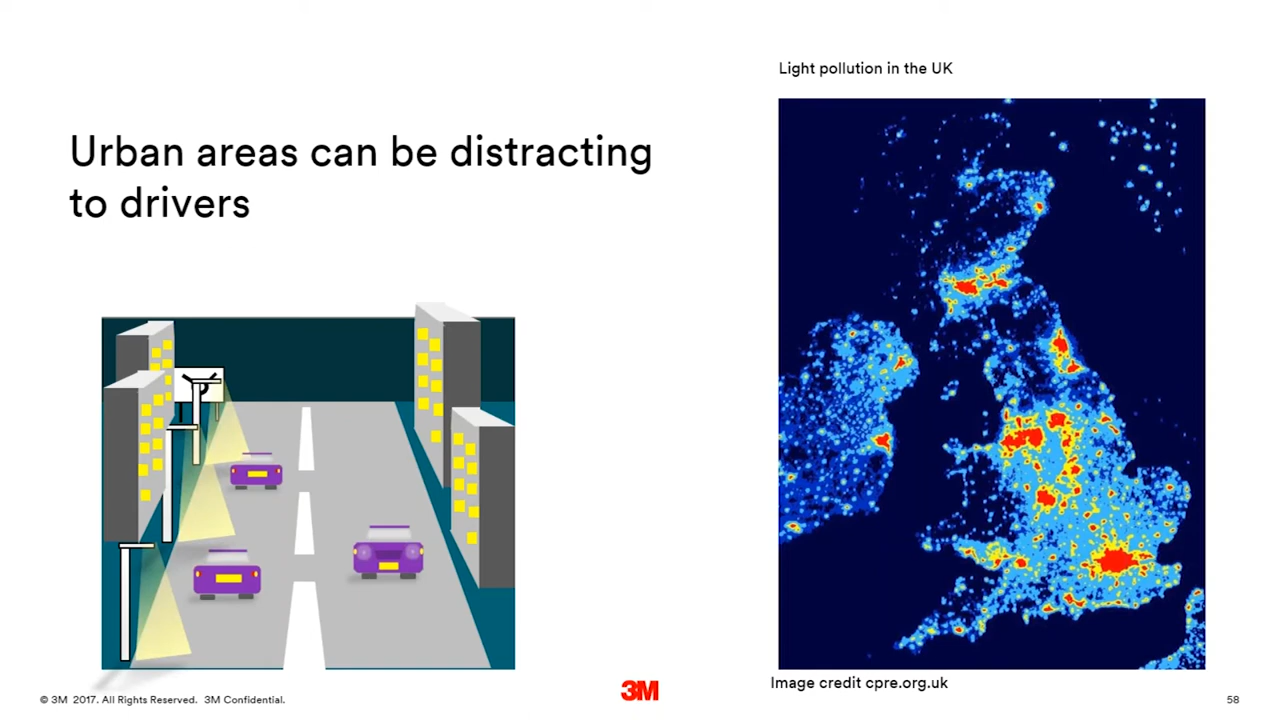 Light pollution in the UK
Urban areas can be distracting
to drivers
Image credit cpre.org.uk
© 3M 2017. All Rights Reserved. 3M Confidential.
3M
58